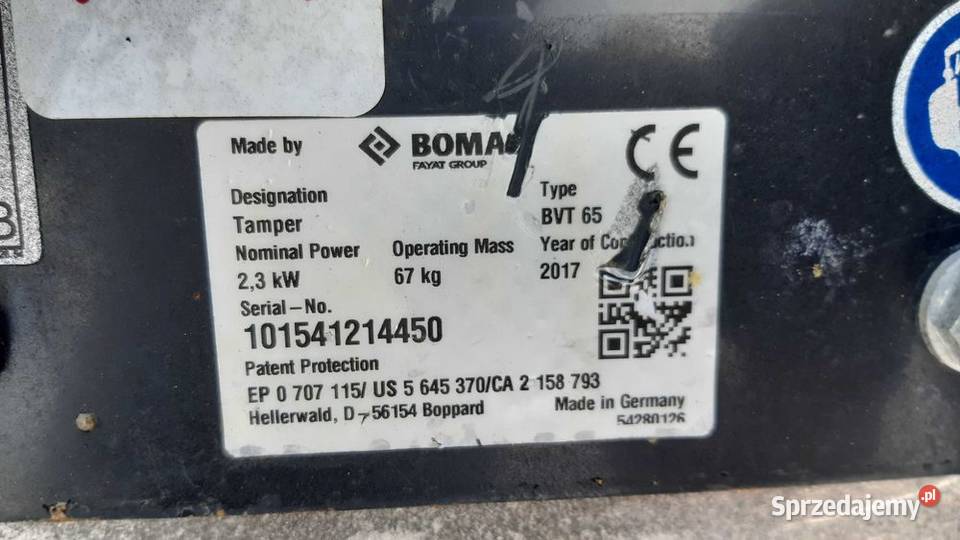 Made by
BOMA
FAYAT GROUP
CE
Designation
Type
Tamper
BVT 65
Nominal Power
Operating Mass
Year of Construction
2,3 kW
67 kg
2017
Serial-No.
101541214450
Patent Protection
EP 0 707 115/ US 5 645 370/CA 2 158 793
Hellerwald, D-56154 Boppard
Made in Germany
54280126
Sprzedajemy.pl